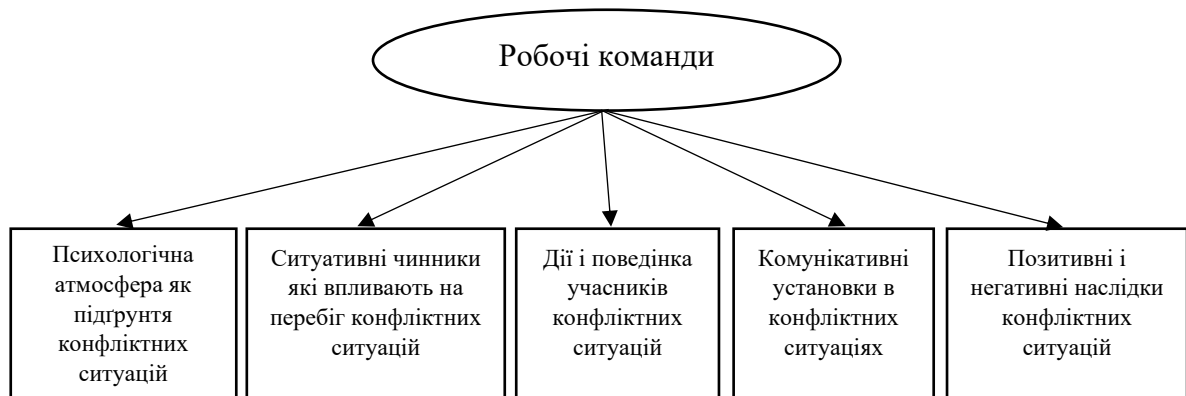 Робочі команди
Психологічна
атмосфера як
підґрунтя
конфліктних
ситуацій
Ситуативні чинники
які впливають на
перебіг конфліктних
ситуацій
Дії і поведінка
учасників
конфліктних
ситуацій
Комунікативні
установки в
конфліктних
ситуаціях
Позитивні і
негативні наслідки
конфліктних
ситуацій